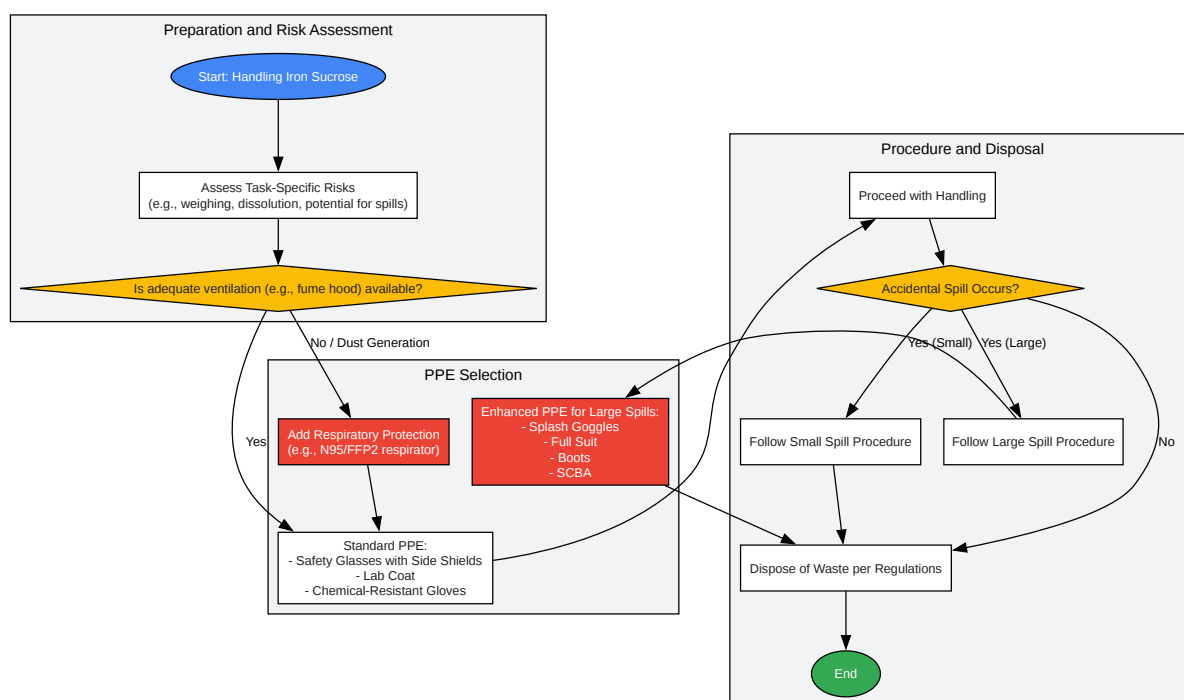 Preparation and Risk Assessment
Start: Handling Iron Sucrose
Assess Task-Specific Risks
(e.g., weighing, dissolution, potential for spills)
Is adequate ventilation (e.g., fume hood) available?
No / Dust Generation
Yes
PPE Selection
Add Respiratory Protection
(e.g., N95/FFP2 respirator)
Enhanced PPE for Large Spills:
- Splash Goggles
- Full Suit
- Boots
- SCBA
Standard PPE:
- Safety Glasses with Side Shields
- Lab Coat
- Chemical-Resistant Gloves
Procedure and Disposal
Proceed with Handling
Accidental Spill Occurs?
Yes (Small)
Yes (Large)
No
Follow Small Spill Procedure
Follow Large Spill Procedure
Dispose of Waste per Regulations
End